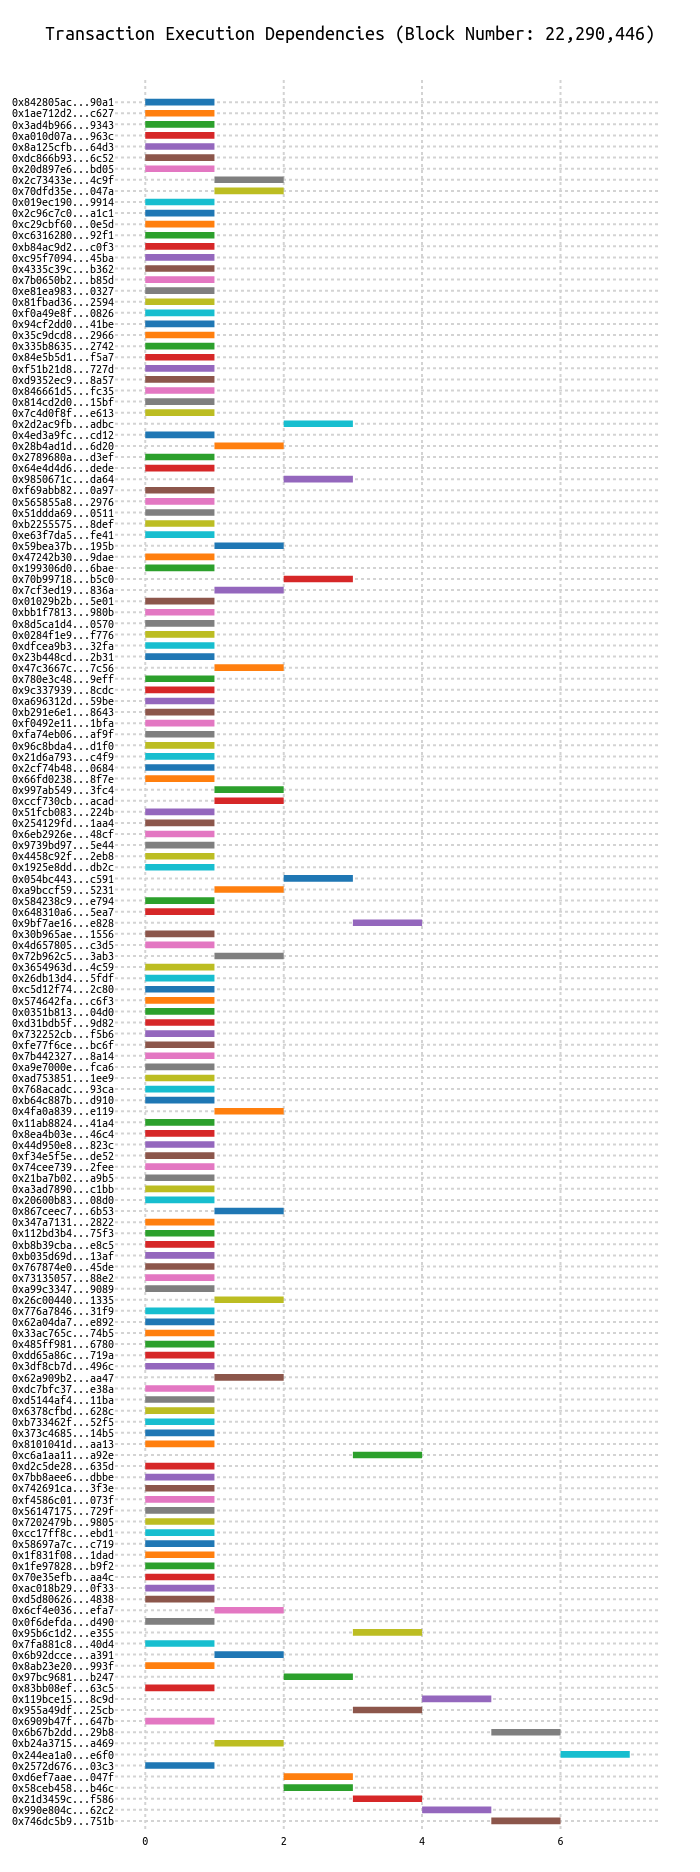 Transaction Execution Dependencies (Block Number: 22,290,446)
0x842805ac...90a1
0x1ae712d2...c627
0x3ad4b966...9343
0xa010d07a...963c
0x8a125cfb...64d3
0xdc866b93...6c52
0x20d897e6...bd05
0x2c73433e...4c9f
0x70dfd35e...047a
0x019ec190...9914
0x2c96c7c0...a1c1
0xc29cbf60...0e5d
0xc6316280...92f1
0xb84ac9d2...c0f3
0xc95f7094...45ba
0x4335c39c...b362
0x7b0650b2...b85d
0xe81ea983...0327
0x81fbad36...2594
0xf0a49e8f...0826
0x94cf2dd0...41be
0x35c9dcd8...2966
0x335b8635...2742
0x84e5b5d1...f5a7
0xf51b21d8...727d
0xd9352ec9...8a57
0x846661d5...fc35
0x814cd2d0...15bf
0x7c4d0f8f...e613
0x2d2ac9fb...adbc
0x4ed3a9fc...cd12
0x28b4ad1d...6d20
0x2789680a...d3ef
0x64e4d4d6...dede
0x9850671c...da64
0xf69abb82...0a97
0x565855a8...2976
0x51ddda69...0511
0xb2255575...8def
0xe63f7da5...fe41
0x59bea37b...195b
0x47242b30...9dae
0x199306d0...6bae
0x70b99718...b5c0
0x7cf3ed19...836a
0x01029b2b...5e01
0xbb1f7813...980b
0x8d5ca1d4...0570
0x0284f1e9...f776
0xdfcea9b3...32fa
0x23b448cd...2b31
0x47c3667c...7c56
0x780e3c48...9eff
0x9c337939...8cdc
0xa696312d...59be
0xb291e6e1...8643
0xf0492e11...1bfa
0xfa74eb06...af9f
0x96c8bda4...d1f0
0x21d6a793...c4f9
0x2cf74b48...0684
0x66fd0238...8f7e
0x997ab549...3fc4
0xccf730cb...acad
0x51fcb083...224b
0x254129fd...1aa4
0x6eb2926e...48cf
0x9739bd97...5e44
0x4458c92f...2eb8
0x1925e8dd...db2c
0x054bc443...c591
0xa9bccf59...5231
0x584238c9...e794
0x648310a6...5ea7
0x9bf7ae16...e828
0x30b965ae...1556
0x4d657805...c3d5
0x72b962c5...3ab3
0x3654963d...4c59
0x26db13d4...5fdf
0xc5d12f74...2c80
0x574642fa...c6f3
0x0351b813...04d0
0xd31bdb5f...9d82
0x732252cb...f5b6
0xfe77f6ce...bc6f
0x7b442327...8a14
0xa9e7000e...fca6
0xad753851...1ee9
0x768acadc...93ca
0xb64c887b...d910
0x4fa0a839...e119
0x11ab8824...41a4
0x8ea4b03e...46c4
0x44d950e8...823c
0xf34e5f5e...de52
0x74cee739...2fee
0x21ba7b02...a9b5
0xa3ad7890...c1bb
0x20600b83...08d0
0x867ceec7...6b53
0x347a7131...2822
0x112bd3b4...75f3
0xb8b39cba...e8c5
0xb035d69d...13af
0x767874e0...45de
0x73135057...88e2
0xa99c3347...9089
0x26c00440...1335
0x776a7846...31f9
0x62a04da7...e892
0x33ac765c...74b5
0x485ff981...6780
0xdd65a86c...719a
0x3df8cb7d...496c
0x62a909b2...aa47
0xdc7bfc37...e38a
0xd5144af4...11ba
0x6378cfbd...628c
0xb733462f...52f5
0x373c4685...14b5
0x8101041d...aa13
0xc6a1aa11...a92e
0xd2c5de28...635d
0x7bb8aee6...dbbe
0x742691ca...3f3e
0xf4586c01...073f
0x56147175...729f
0x7202479b...9805
0xcc17ff8c...ebd1
0x58697a7c...c719
0x1f831f08...1dad
0x1fe97828...b9f2
0x70e35efb...aa4c
0xac018b29...0f33
0xd5d80626...4838
0x6cf4e036...efa7
0x0f6defda...d490
0x95b6c1d2...e355
0x7fa881c8...40d4
0x6b92dcce...a391
0x8ab23e20...993f
0x97bc9681...b247
0x83bb08ef...63c5
0x119bce15...8c9d
0x955a49df...25cb
0x6909b47f...647b
0x6b67b2dd...29b8
0xb24a3715...a469
0x244ea1a0...e6f0
0x2572d676...03c3
0xd6ef7aae...047f
0x58ceb458...b46c
0x21d3459c...f586
0x990e804c...62c2
0x746dc5b9...751b
0 2 4 6